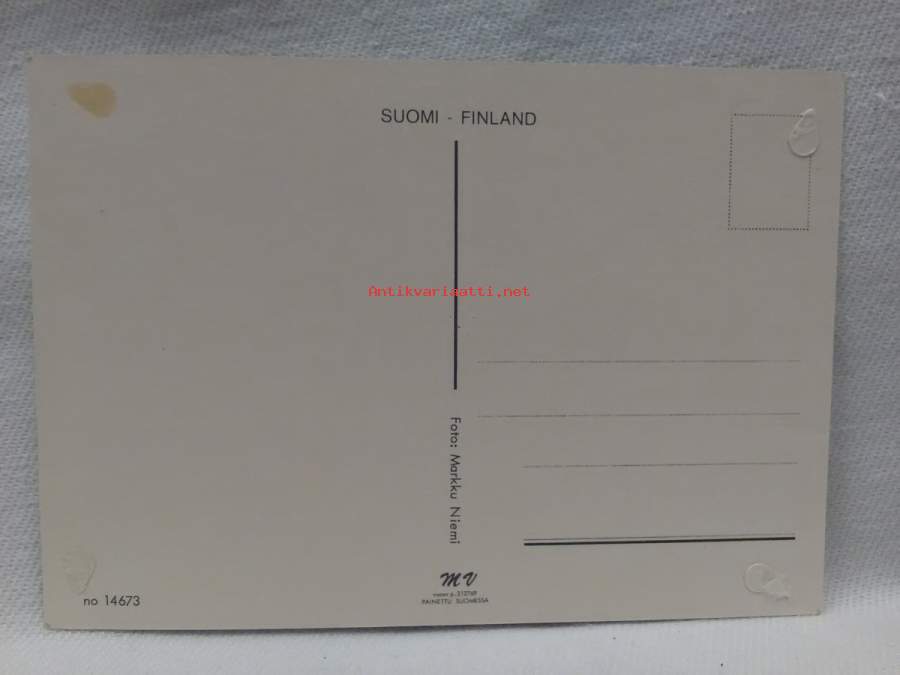 SUOMI - FINLAND
Antikvariaatti.net
Foto: Markku Niemi
MV
PAINETTU SUOMESSA
no 14673